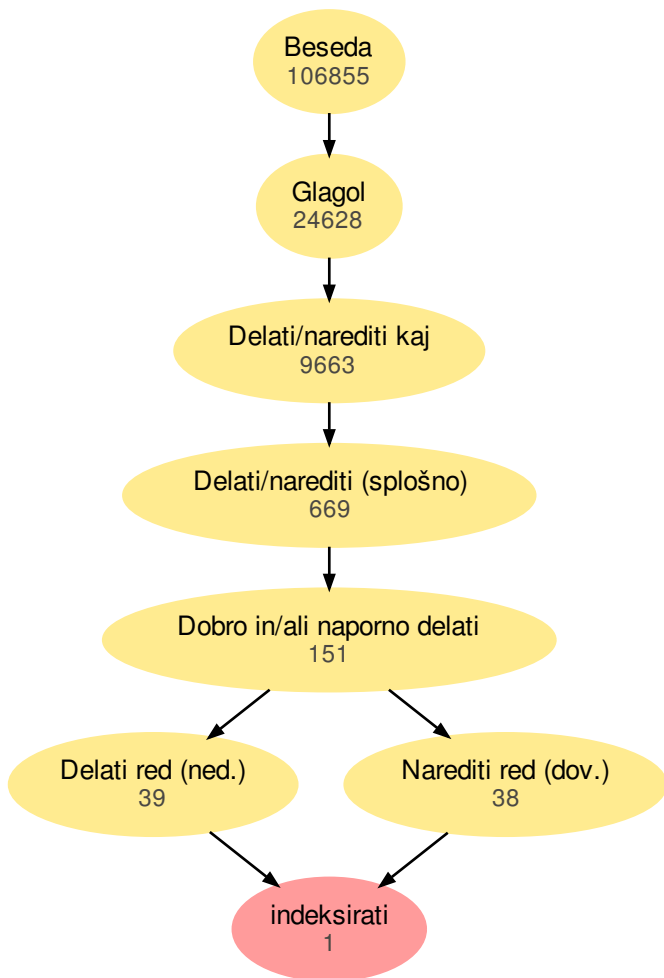 Beseda
106855
Glagol
24628
Delati/narediti kaj
9663
Delati/narediti (splošno)
669
Dobro in/ali naporno delati
151
Delati red (ned.)
39
Narediti red (dov.)
38
indeksirati
1